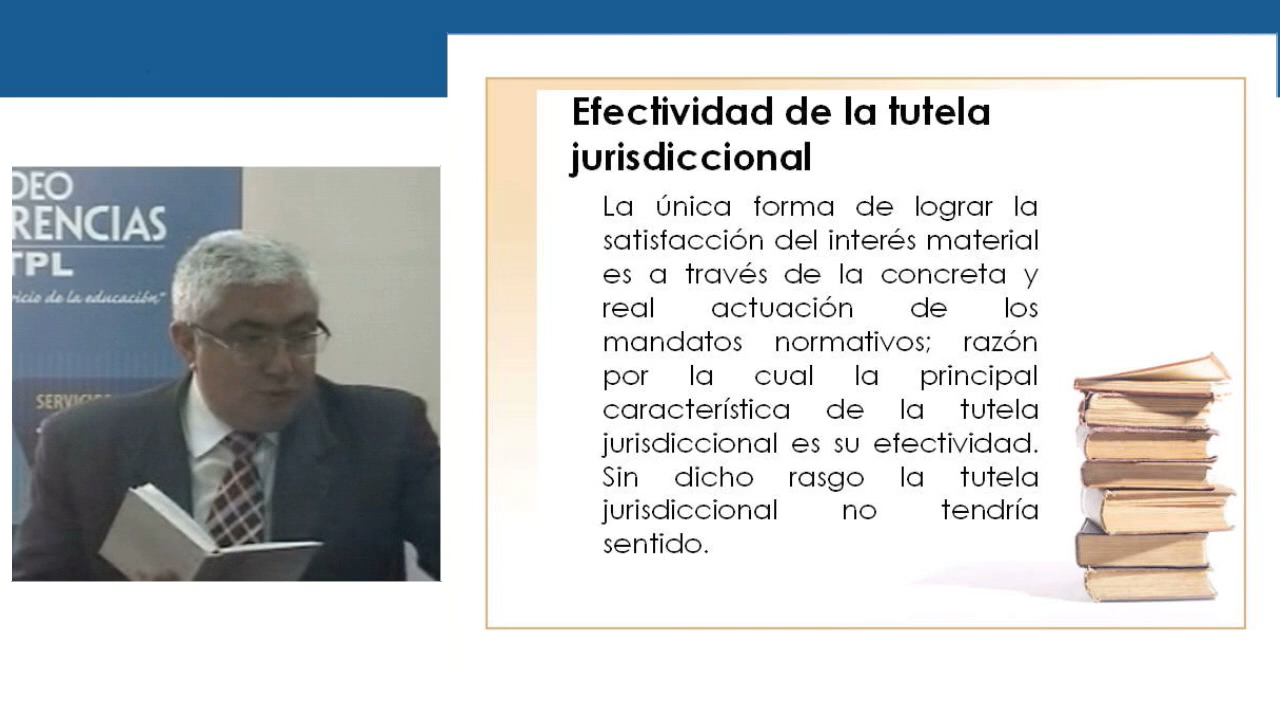 DEO
RENCIAS
TPL
vicio de la educación"
SERVICIOS
Efectividad de la tutela
jurisdiccional
La única forma de lograr la
satisfacción del interés material
es a través de la concreta y
real actuación de los
mandatos normativos; razón
por la cual la principal
característica de la tutela
jurisdiccional es su efectividad.
Sin dicho rasgo la tutela
jurisdiccional no tendría
sentido.